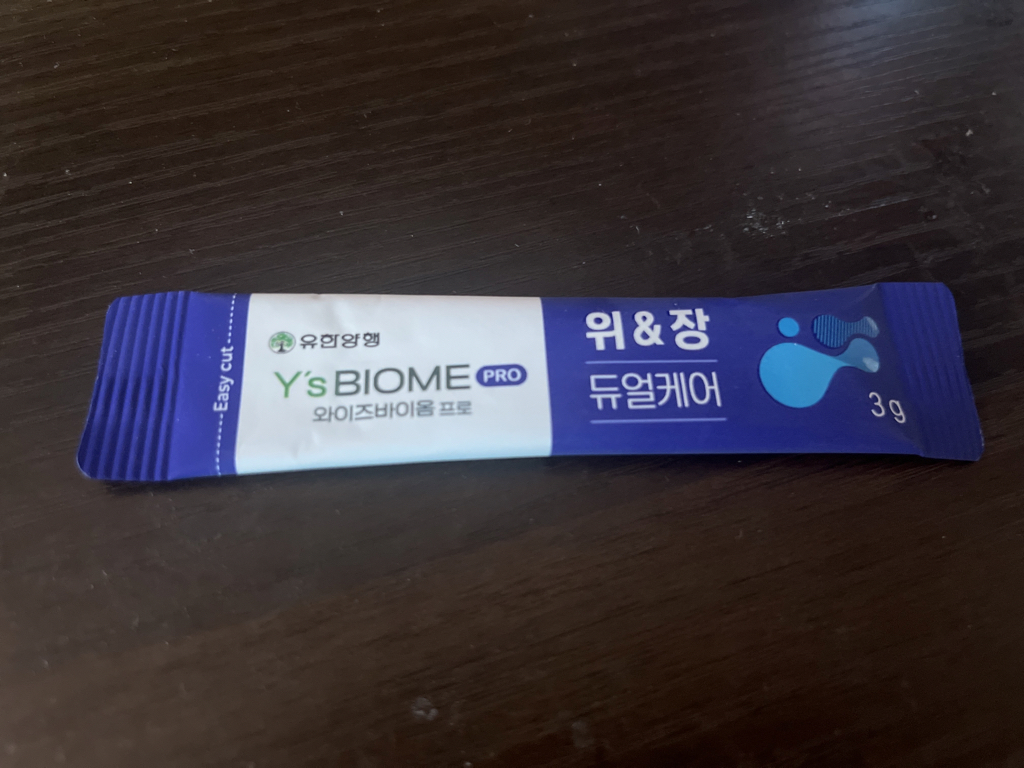 Easy cut
유한양행
Y's BIOME PRO
와이즈바이옴 프로
위&장
듀얼케어
3g